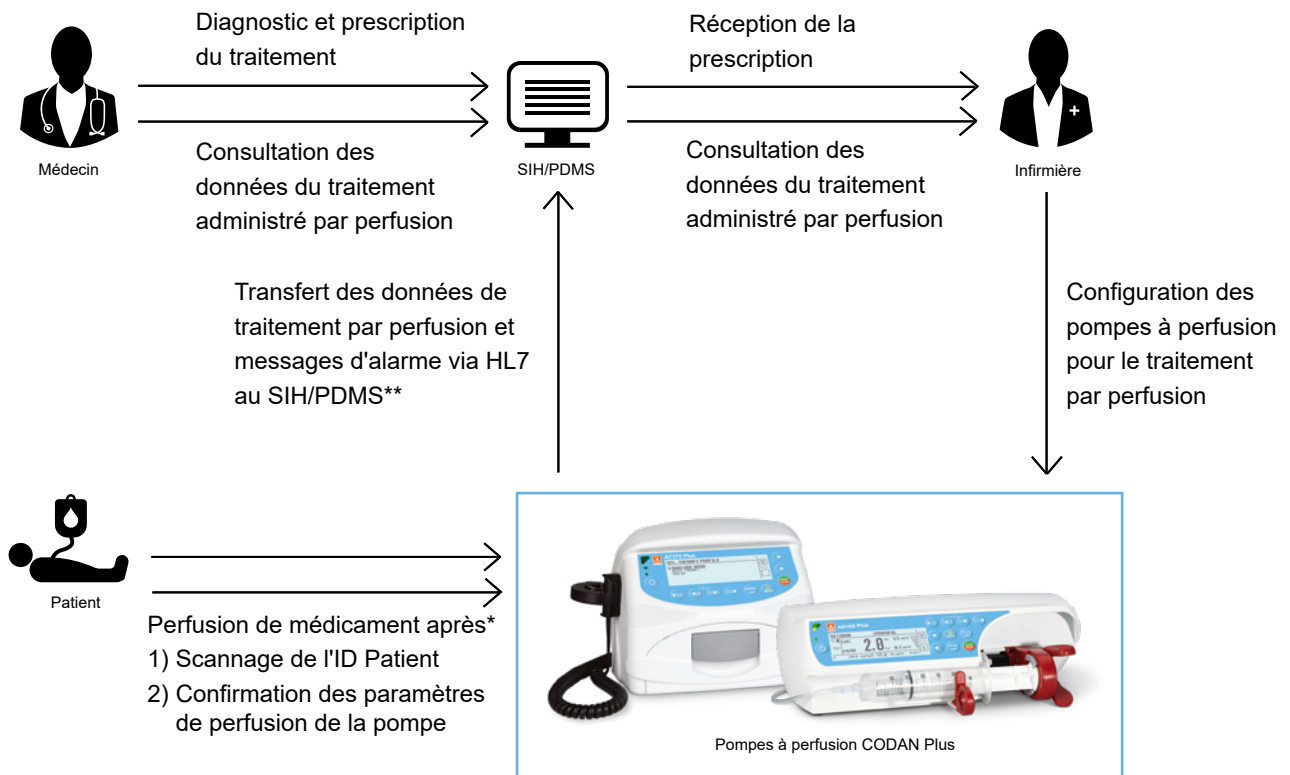 Diagnostic et prescription
du traitement
Réception de la
prescription
Médecin
SIH/PDMS
Infirmière
Consultation des
données du traitement
administré par perfusion
Consultation des
données du traitement
administré par perfusion
Transfert des données de
traitement par perfusion et
messages d'alarme via HL7
au SIH/PDMS**
Configuration des
pompes à perfusion
pour le traitement
par perfusion
Patient
Perfusion de médicament après*
1) Scannage de l'ID Patient
2) Confirmation des paramètres
de perfusion de la pompe
2.0
Pompes à perfusion CODAN Plus